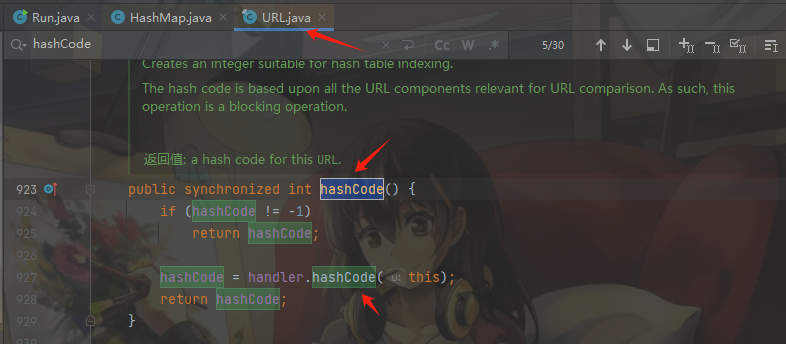 Run.java × HashMap.java × URL.java ×
hashCode × Cc W .* 5/30
Creates an integer suitable for hash table indexing.
The hash code is based upon all the URL components relevant for URL comparison. As such, this
operation is a blocking operation.
返回值: a hash code for this URL.
923 public synchronized int hashCode() {
924 if (hashCode != -1)
925 return hashCode;
926
927 hashCode = handler.hashCode( u: this);
928 return hashCode;
929 }